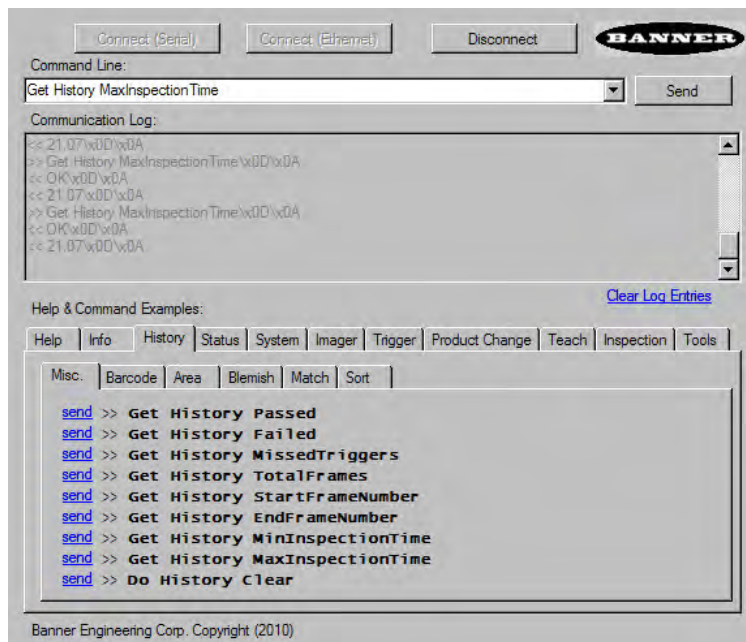 Connect (Serial) Connect (Ethernet) Disconnect BANNER
Command Line:
Get History MaxInspectionTime Send
Communication Log:
<< 21.07\x0D\x0A
>> Get History MaxInspectionTime\x0D\x0A
<< OK\x0D\x0A
<< 21.07\x0D\x0A
>> Get History MaxInspectionTime\x0D\x0A
<< OK\x0D\x0A
<< 21.07\x0D\x0A
Clear Log Entries
Help & Command Examples:
Help Info History Status System Imager Trigger Product Change Teach Inspection Tools
Misc. Barcode Area Blemish Match Sort
send >> Get History Passed
send >> Get History Failed
send >> Get History MissedTriggers
send >> Get History TotalFrames
send >> Get History StartFrameNumber
send >> Get History EndFrameNumber
send >> Get History MinInspectionTime
send >> Get History MaxInspectionTime
send >> Do History Clear
Banner Engineering Corp. Copyright (2010)